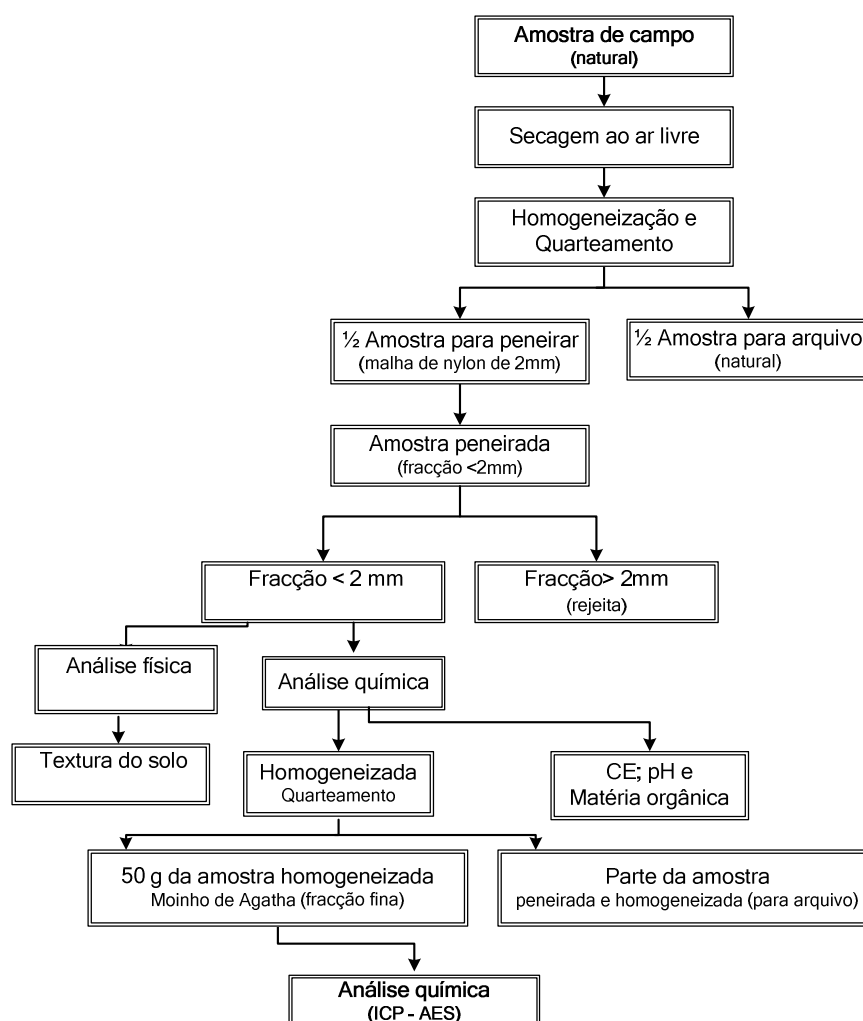 Amostra de campo
(natural)
Secagem ao ar livre
Homogeneização e
Quarteamento
½ Amostra para peneirar
(malha de nylon de 2mm)
½ Amostra para arquivo
(natural)
Amostra peneirada
(fracção <2mm)
Fracção < 2 mm
Fracção> 2mm
(rejeita)
Análise física
Análise química
Textura do solo
Homogeneizada
Quarteamento
CE; pH e
Matéria orgânica
50 g da amostra homogeneizada
Moinho de Agatha (fracção fina)
Parte da amostra
peneirada e homogeneizada (para arquivo)
Análise química
(ICP - AES)